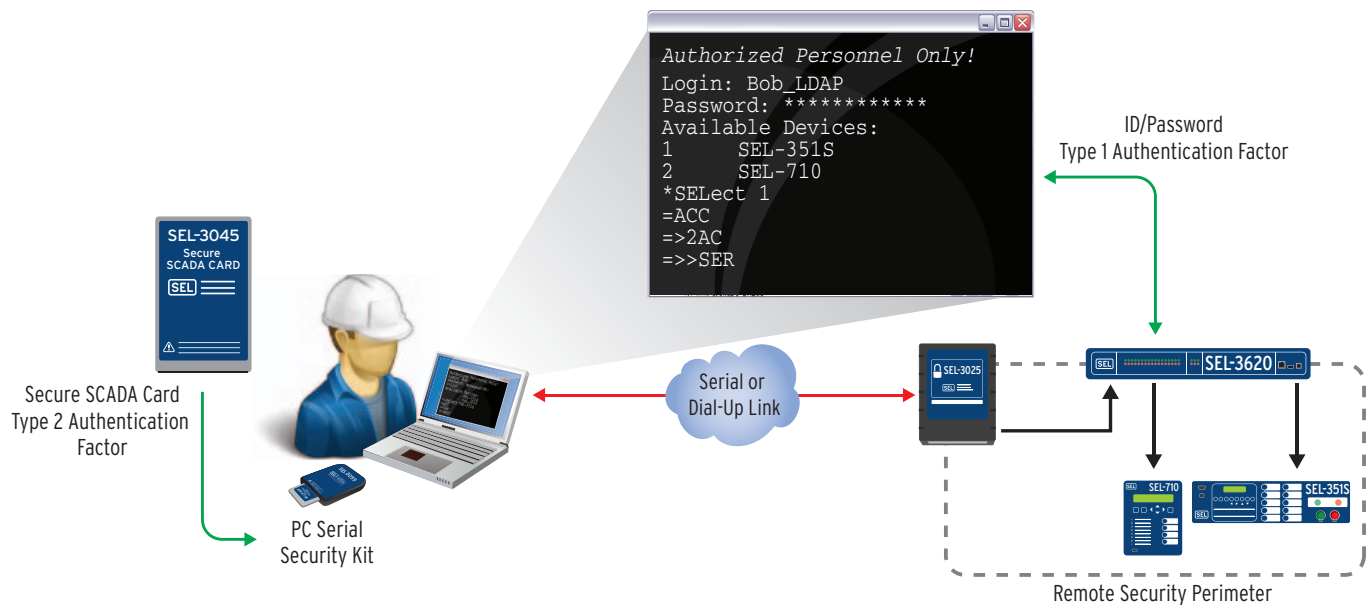 Authorized Personnel Only!
Login: Bob_LDAP
Password: ************
Available Devices:
1 SEL-351S
2 SEL-710
*SELect 1
=ACC
=>2AC
=>>SER
ID/Password
Type 1 Authentication Factor
SEL-3045
Secure
SCADA CARD
SEL
Secure SCADA Card
Type 2 Authentication
Factor
PC Serial
Security Kit
Serial or
Dial-Up Link
SEL-3025
SEL
SEL
SEL-3620
SEL
SEL-710
SEL-351S
SEL
Remote Security Perimeter